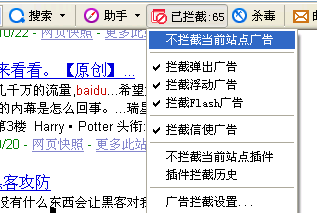 搜索 助手 已拦截:65 杀毒
不拦截当前站点广告
0/22 - 网页快照 - 更多此
来看看。【原创】...
拦截弹出广告
几千万的流量,baidu...希望
拦截浮动广告
的内幕是怎么回事。...瑞星
拦截Flash广告
第3楼 Harry・Potter 头衔:
拦截信使广告
0/20 - 网页快照 - 更多此站
不拦截当前站点插件
插件拦截历史
客攻防
没有什么东西会让黑客对我
广告拦截设置...